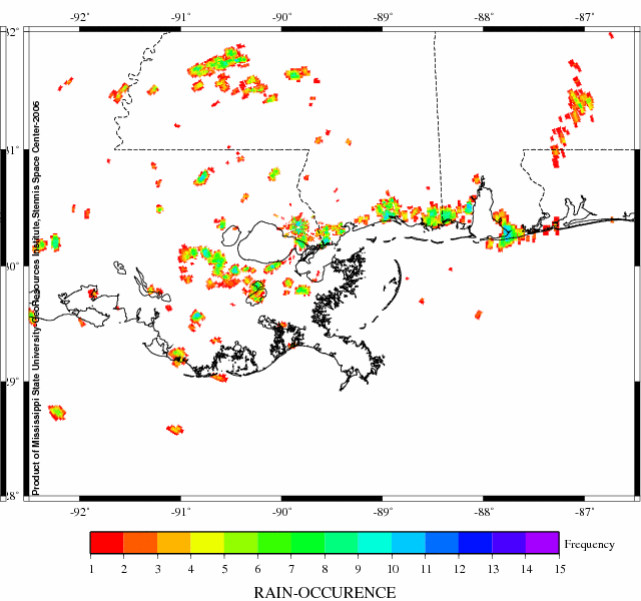 -92° -91° -90° -89° -88° -87°
32°
31°
30°
29°
28°
Product of Mississippi State University GeoResources Institute, Stennis Space Center-2006
-92° -91° -90° -89° -88° -87°
Frequency
1 2 3 4 5 6 7 8 9 10 11 12 13 14 15
RAIN-OCCURENCE